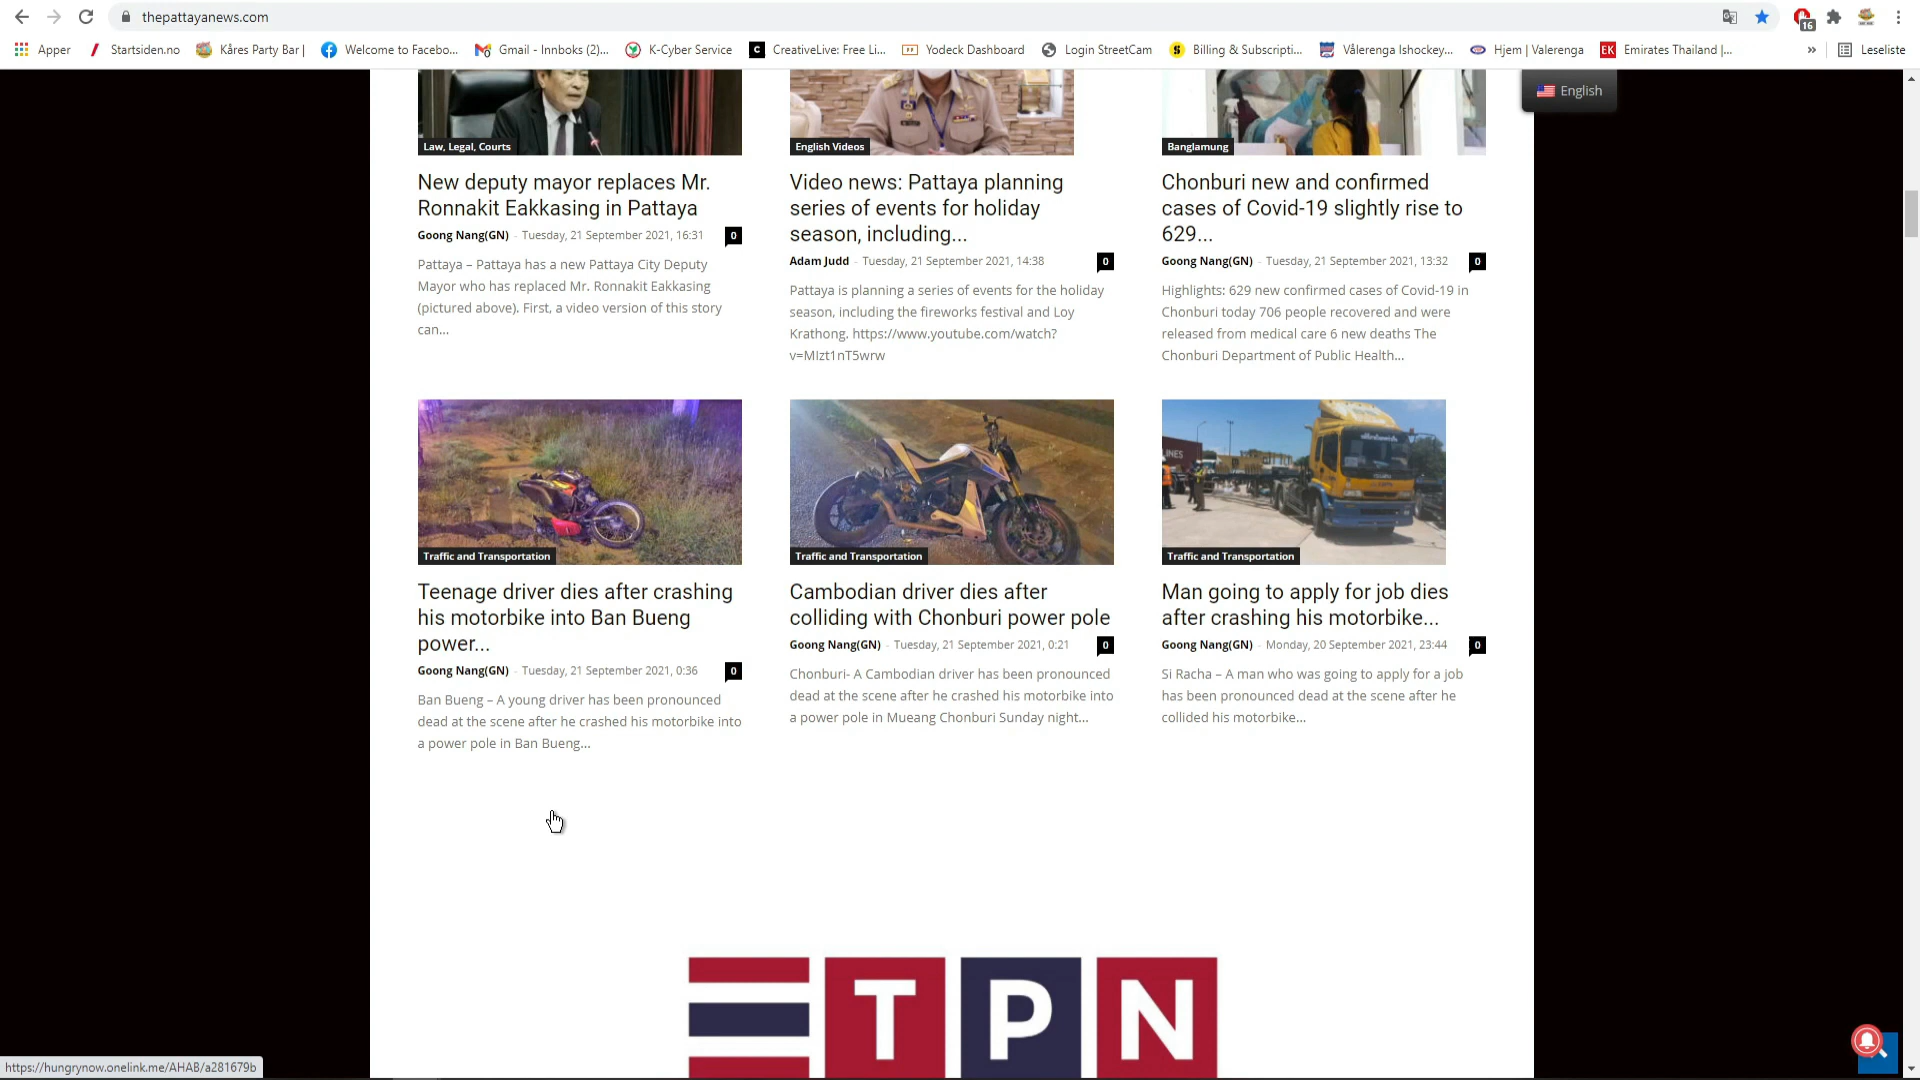 thepattayanews.com
16
Apper
Startsiden.no
Kåres Party Bar |
Welcome to Facebo...
Gmail - Innboks (2)...
K-Cyber Service
CreativeLive: Free Li...
Yodeck Dashboard
Login StreetCam
Billing & Subscripti...
Vålerenga Ishockey...
Hjem | Valerenga
EK
Emirates Thailand |...
»
Leseliste
English
Law, Legal, Courts
New deputy mayor replaces Mr.
Ronnakit Eakkasing in Pattaya
Goong Nang(GN) - Tuesday, 21 September 2021, 16:31
0
Pattaya – Pattaya has a new Pattaya City Deputy
Mayor who has replaced Mr. Ronnakit Eakkasing
(pictured above). First, a video version of this story
can...
English Videos
Video news: Pattaya planning
series of events for holiday
season, including...
Adam Judd - Tuesday, 21 September 2021, 14:38
0
Pattaya is planning a series of events for the holiday
season, including the fireworks festival and Loy
Krathong. https://www.youtube.com/watch?
v=MIzt1nT5wrw
Banglamung
Chonburi new and confirmed
cases of Covid-19 slightly rise to
629...
Goong Nang(GN) - Tuesday, 21 September 2021, 13:32
0
Highlights: 629 new confirmed cases of Covid-19 in
Chonburi today 706 people recovered and were
released from medical care 6 new deaths The
Chonburi Department of Public Health...
Traffic and Transportation
Teenage driver dies after crashing
his motorbike into Ban Bueng
power...
Goong Nang(GN) - Tuesday, 21 September 2021, 0:36
0
Ban Bueng – A young driver has been pronounced
dead at the scene after he crashed his motorbike into
a power pole in Ban Bueng...
Traffic and Transportation
Cambodian driver dies after
colliding with Chonburi power pole
Goong Nang(GN) - Tuesday, 21 September 2021, 0:21
0
Chonburi- A Cambodian driver has been pronounced
dead at the scene after he crashed his motorbike into
a power pole in Mueang Chonburi Sunday night...
Traffic and Transportation
Man going to apply for job dies
after crashing his motorbike...
Goong Nang(GN) - Monday, 20 September 2021, 23:44
0
Si Racha – A man who was going to apply for a job
has been pronounced dead at the scene after he
collided his motorbike...
TPN
https://hungrynow.onelink.me/AHAB/a281679b